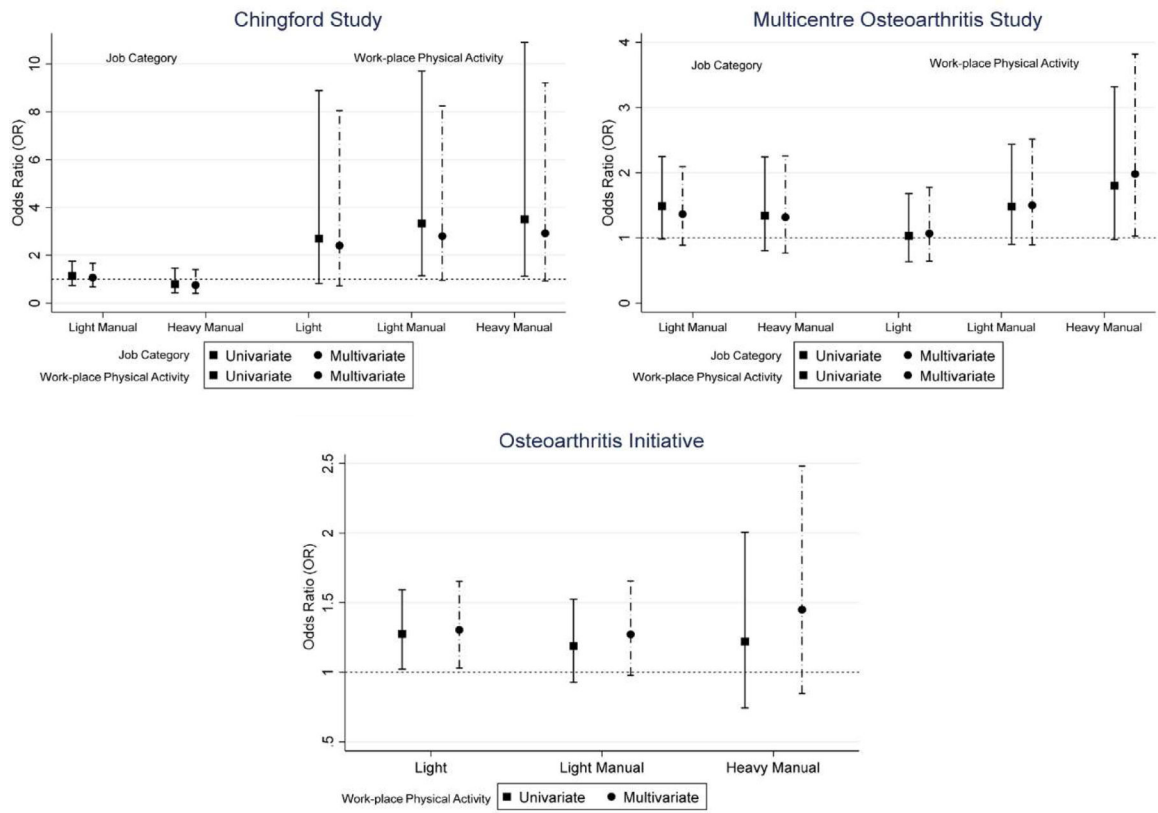 Chingford Study
Job Category
Work-place Physical Activity
Odds Ratio (OR)
10
8
6
4
2
0
Light Manual
Heavy Manual
Light
Light Manual
Heavy Manual
Job Category ■ Univariate ● Multivariate
Work-place Physical Activity ■ Univariate ● Multivariate
Multicentre Osteoarthritis Study
Job Category
Work-place Physical Activity
Odds Ratio (OR)
4
3
2
1
0
Light Manual
Heavy Manual
Light
Light Manual
Heavy Manual
Job Category ■ Univariate ● Multivariate
Work-place Physical Activity ■ Univariate ● Multivariate
Osteoarthritis Initiative
Odds Ratio (OR)
2.5
2
1.5
1
.5
Light
Light Manual
Heavy Manual
Work-place Physical Activity ■ Univariate ● Multivariate